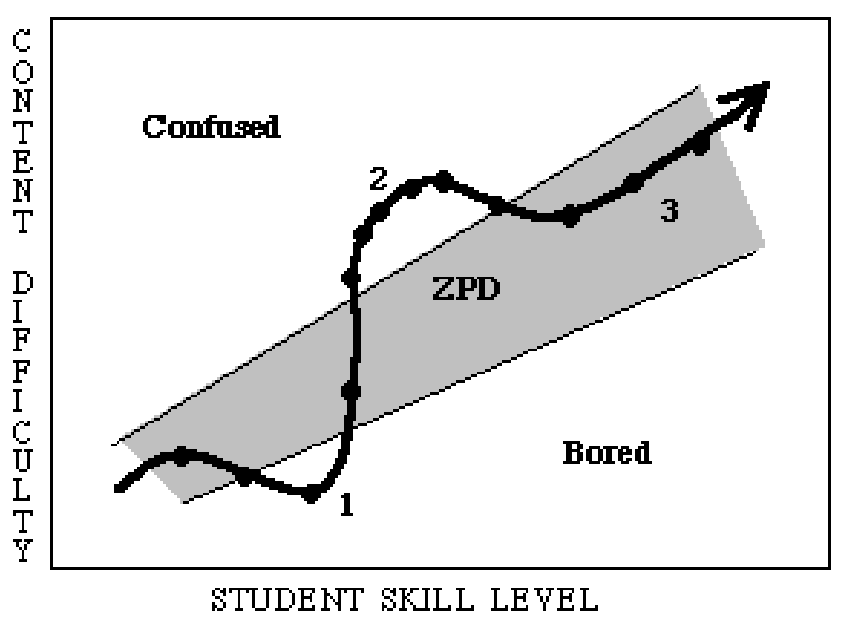 CONTENT DIFFICULTY
Confused
2
3
ZPD
Bored
1
STUDENT SKILL LEVEL